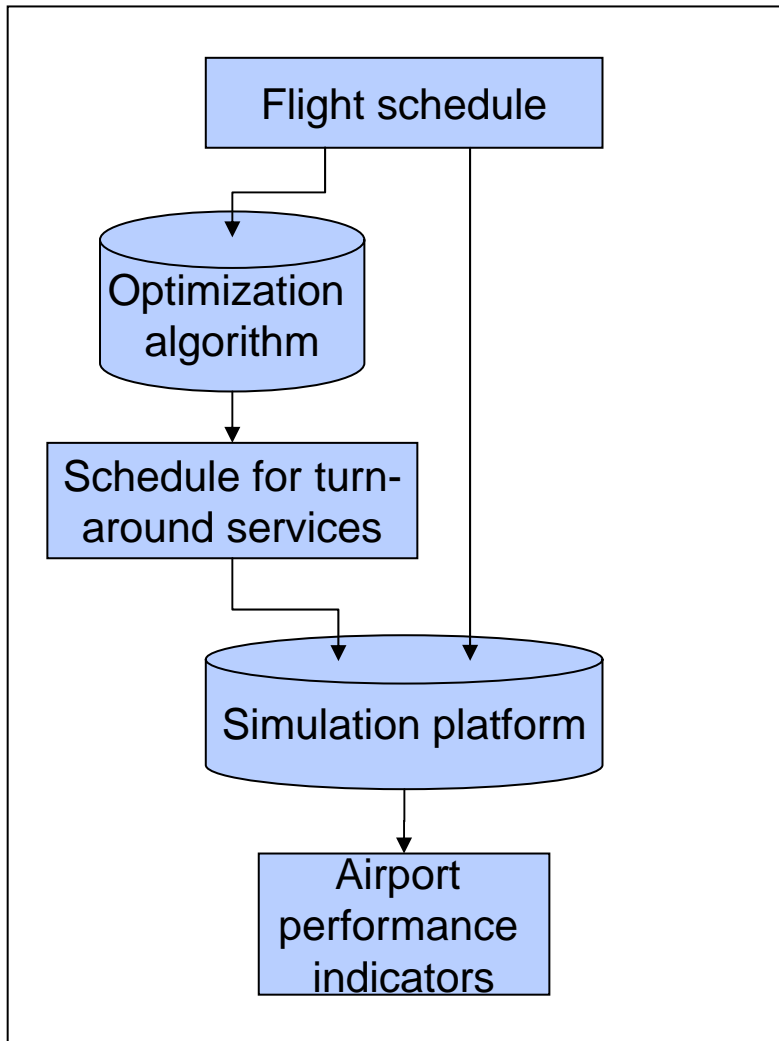 Flight schedule
Optimization
algorithm
Schedule for turn-
around services
Simulation platform
Airport
performance
indicators